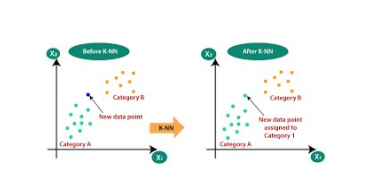 Before K-NN
X₂
Category B
New data point
Category A
X₁
K-NN
After K-NN
X₂
Category B
New data point
assigned to
Category 1
Category A
X₁